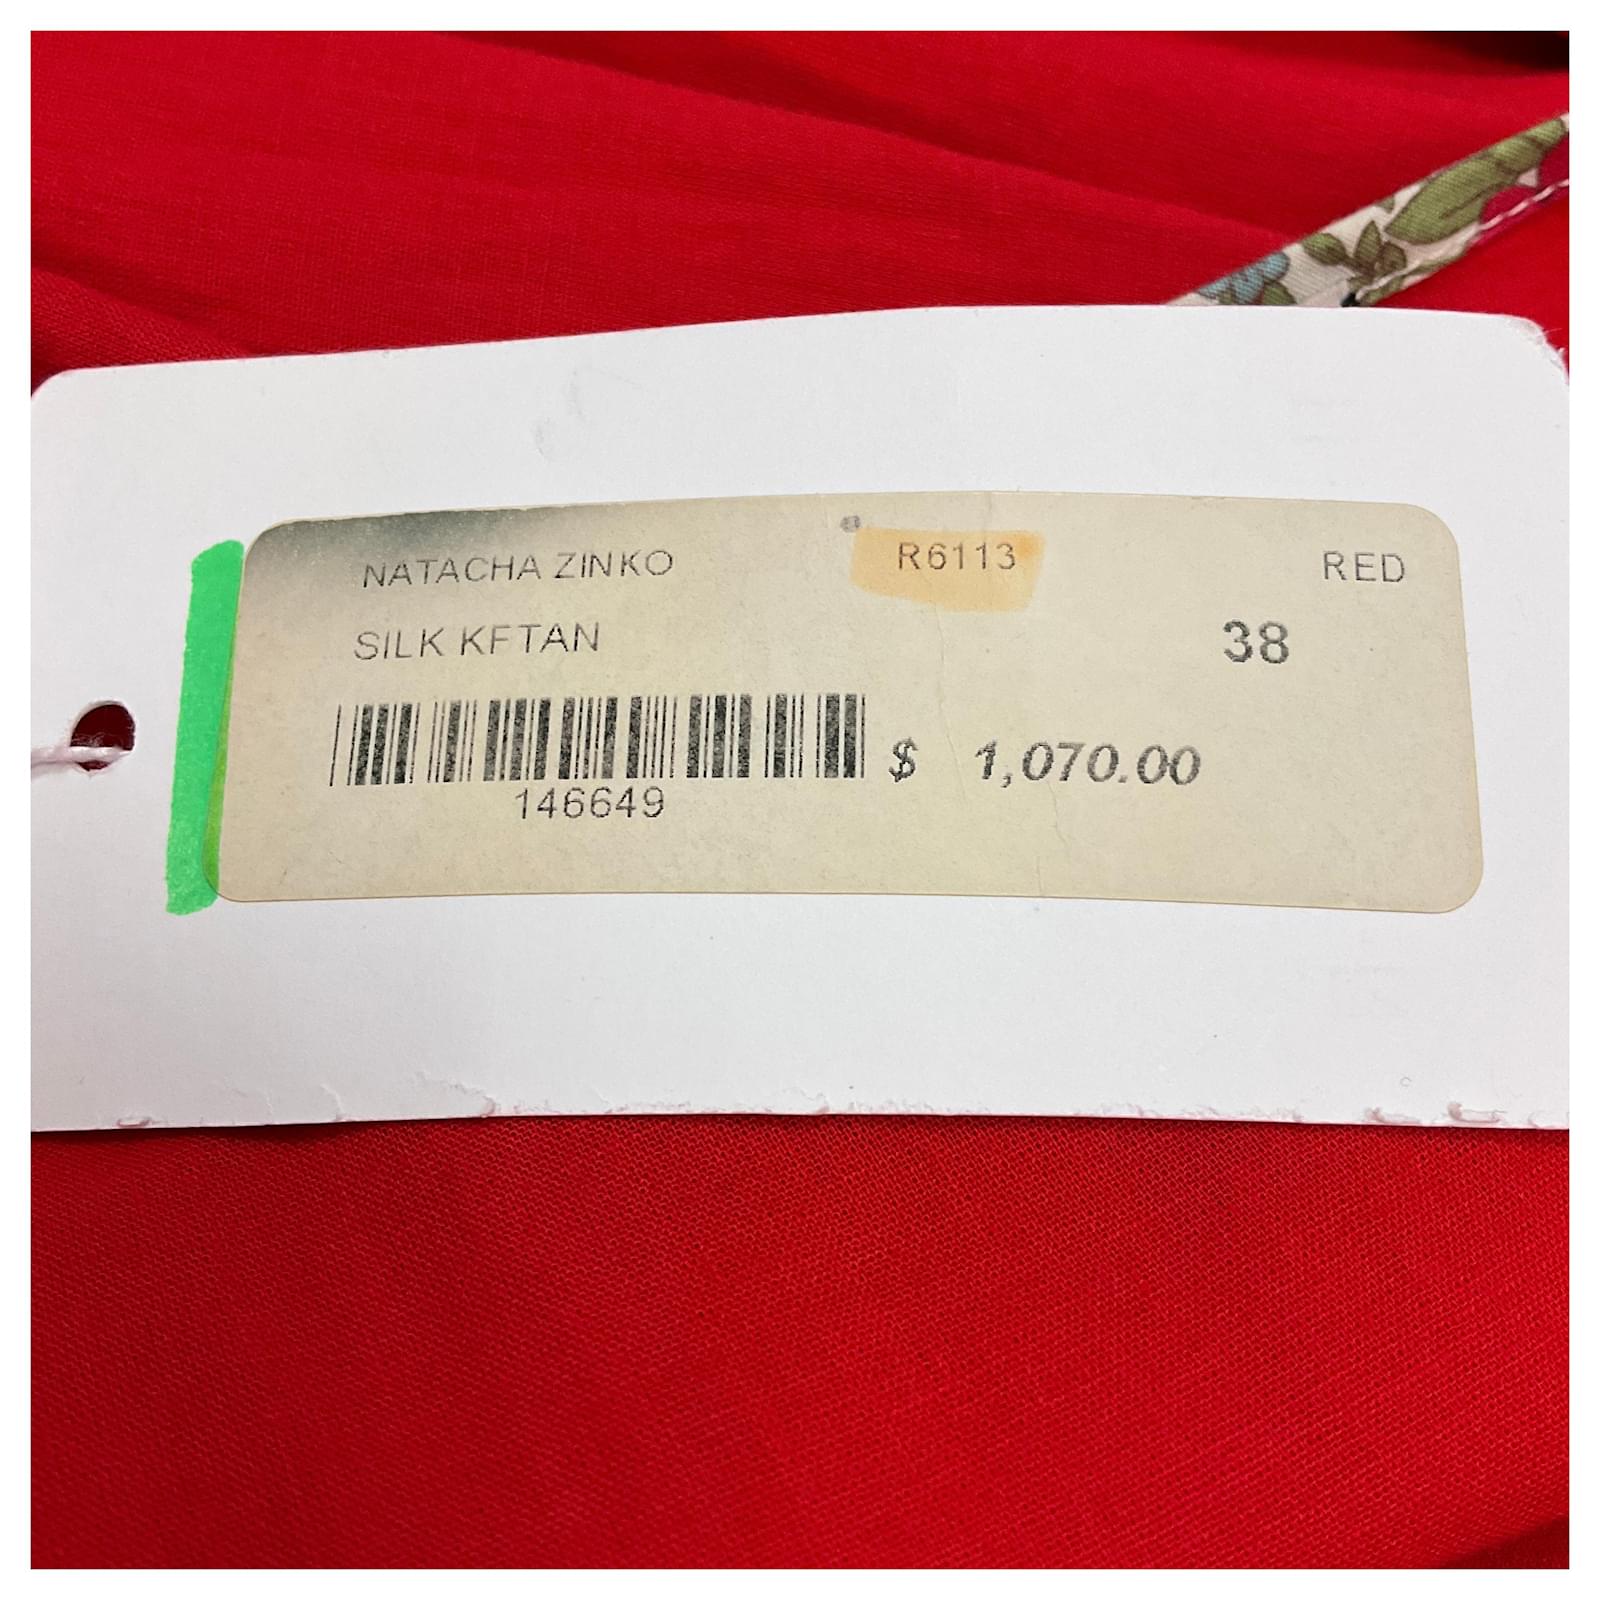 NATACHA ZINKO R6113 RED
SILK KFTAN 38
$ 1,070.00
146649